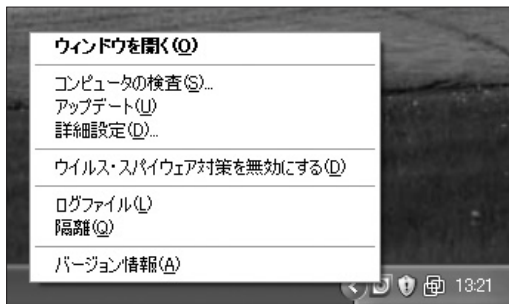 ウィンドウを開く(O)
コンピュータの検査(S)...
アップデート(U)
詳細設定(D)...
ウイルス・スパイウェア対策を無効にする(D)
ログファイル(L)
隔離(Q)
バージョン情報(A)
13:21